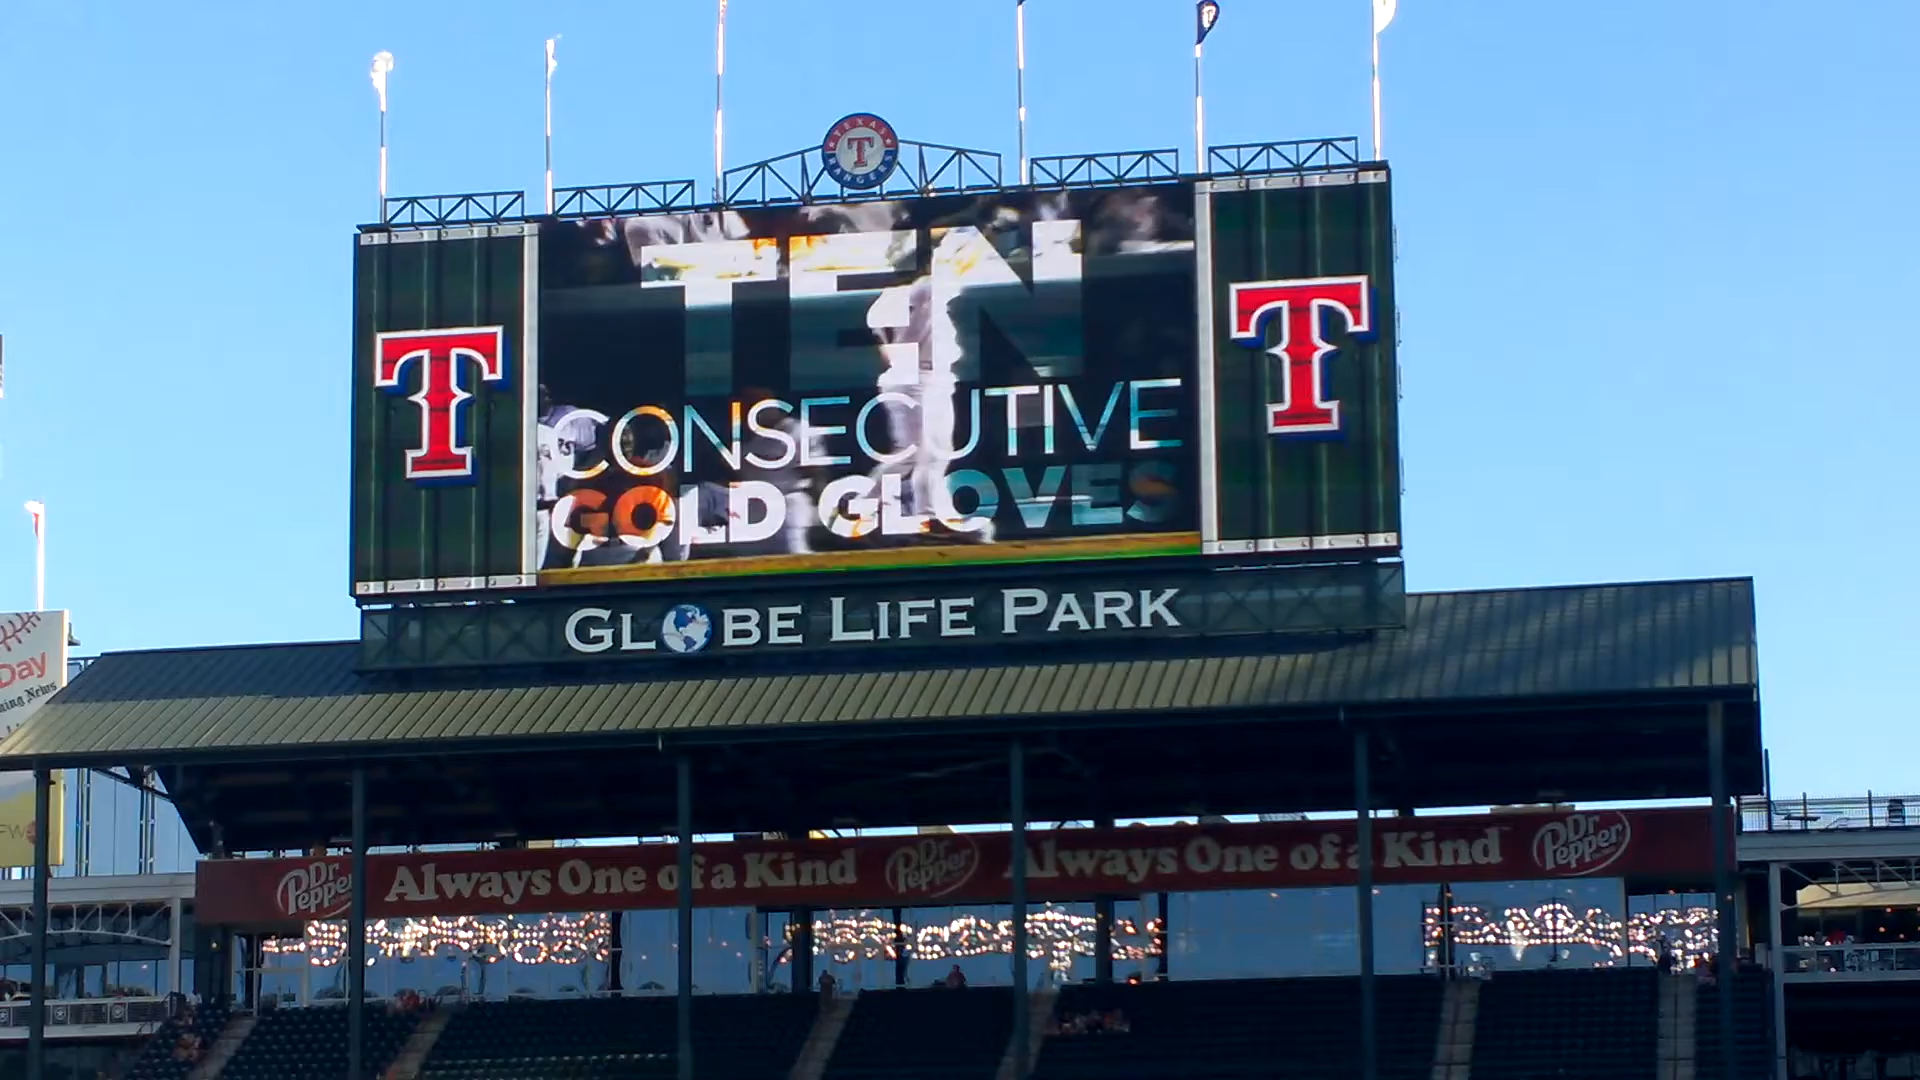 TEXAS
T
RANGERS
T
TEN
CONSECUTIVE
GOLD GLOVES
T
GLOBE LIFE PARK
Day
Dr Pepper Always One of a Kind Dr Pepper Always One of a Kind Dr Pepper